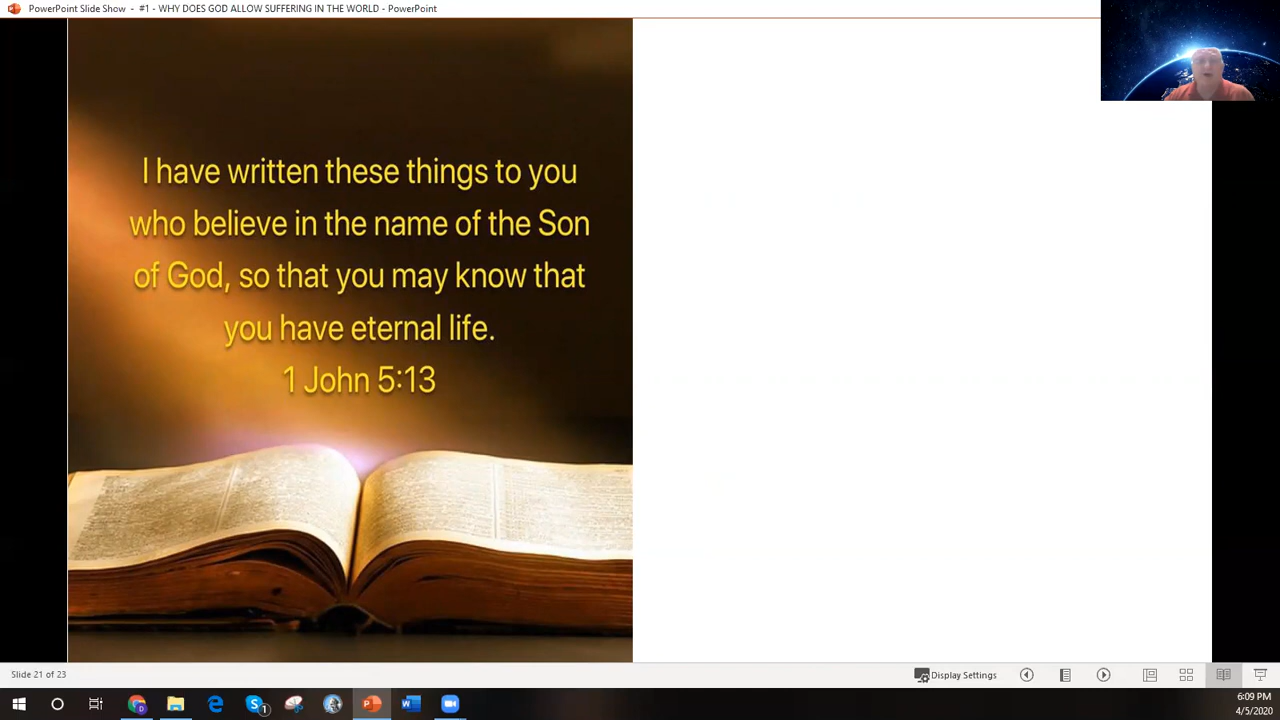 PowerPoint Slide Show - #1 - WHY DOES GOD ALLOW SUFFERING IN THE WORLD - PowerPoint
I have written these things to you
who believe in the name of the Son
of God, so that you may know that
you have eternal life.
1 John 5:13
Slide 21 of 23
Display Settings
6:09 PM
4/5/2020